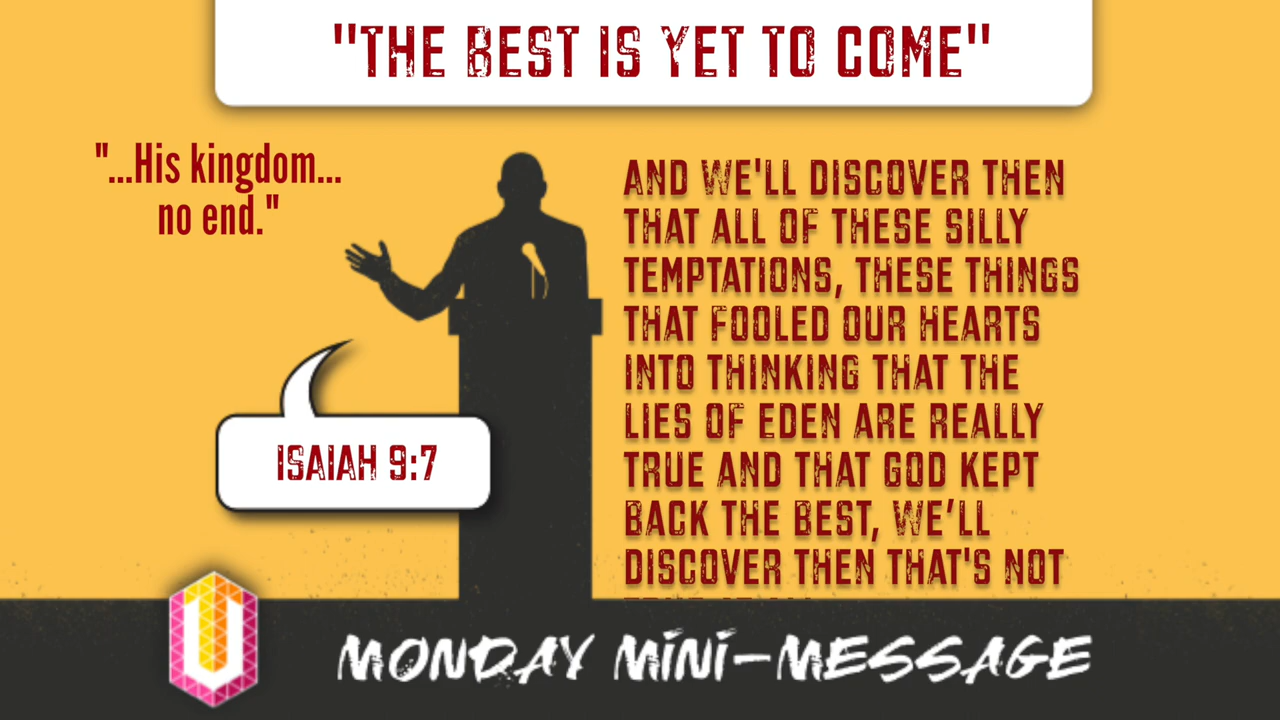 "THE BEST IS YET TO COME"
"...His kingdom...
no end."
ISAIAH 9:7
AND WE'LL DISCOVER THEN
THAT ALL OF THESE SILLY
TEMPTATIONS, THESE THINGS
THAT FOOLED OUR HEARTS
INTO THINKING THAT THE
LIES OF EDEN ARE REALLY
TRUE AND THAT GOD KEPT
BACK THE BEST, WE’LL
DISCOVER THEN THAT'S NOT
U
MONDAY MINI-MESSAGE